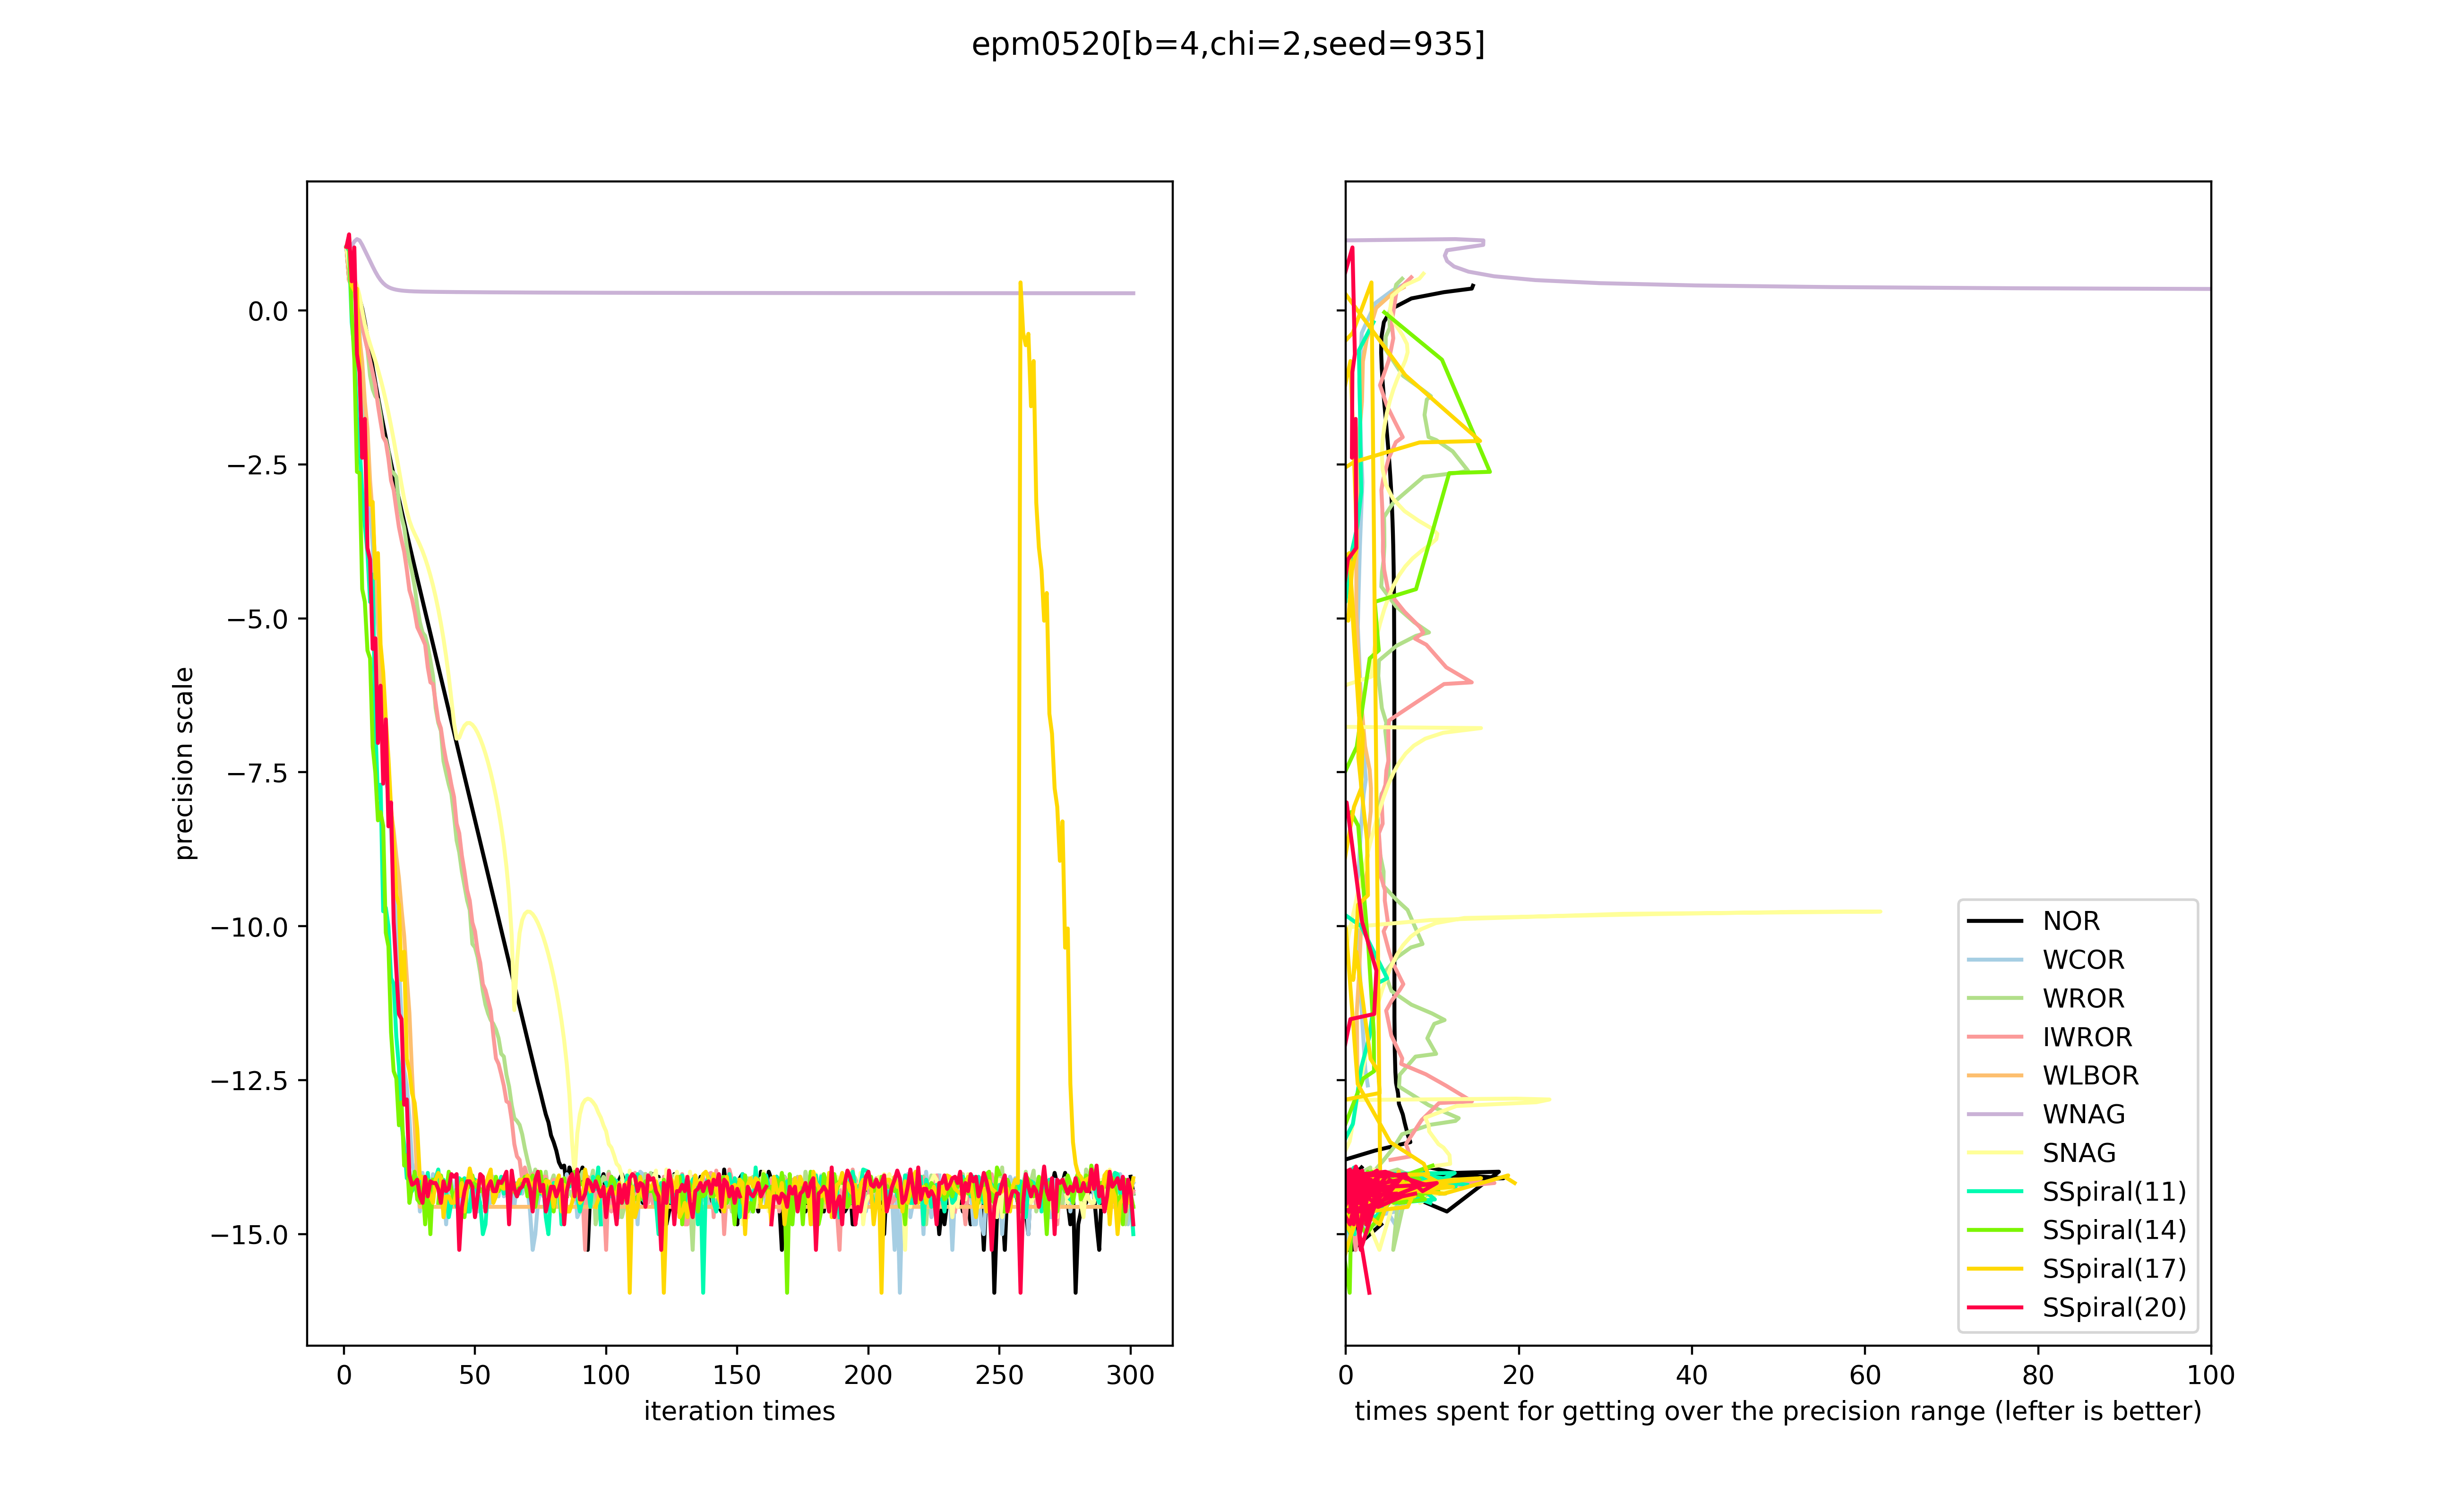 epm0520[b=4,chi=2,seed=935]
precision scale
0.0
−2.5
−5.0
−7.5
−10.0
−12.5
−15.0
0 50 100 150 200 250 300
iteration times
0 20 40 60 80 100
times spent for getting over the precision range (lefter is better)
NOR
WCOR
WROR
IWROR
WLBOR
WNAG
SNAG
SSpiral(11)
SSpiral(14)
SSpiral(17)
SSpiral(20)